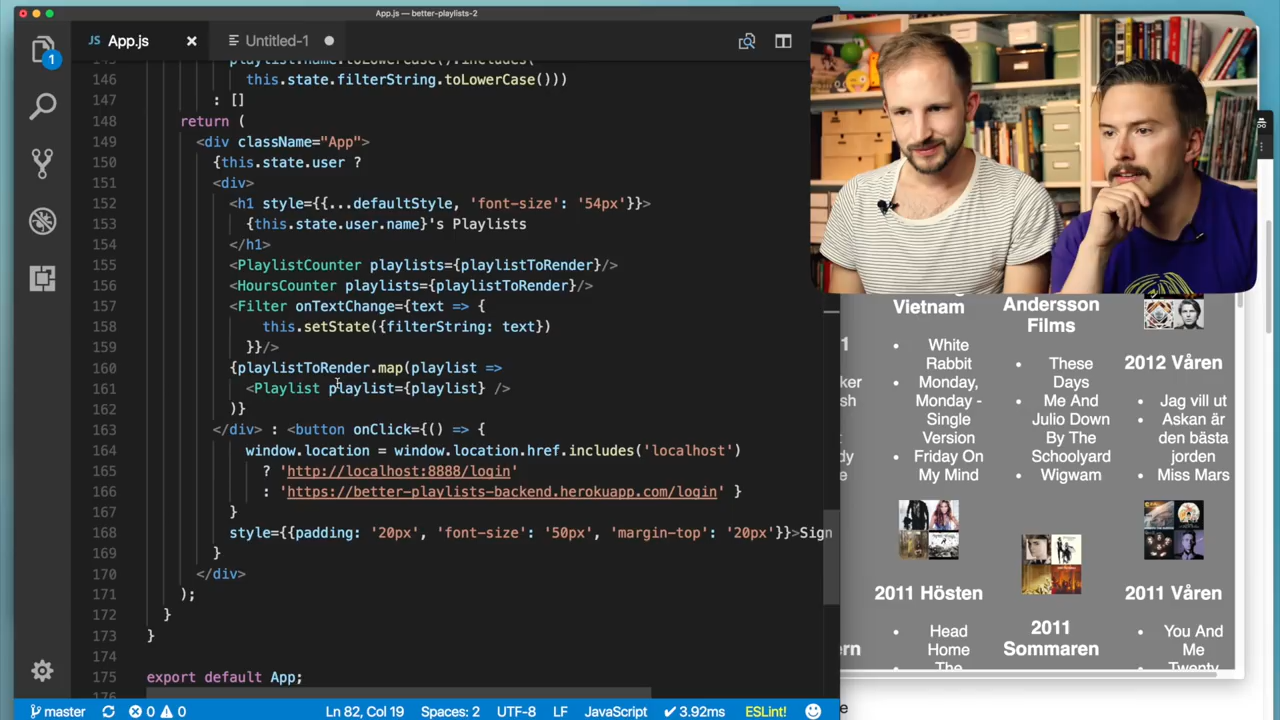 App.js — better-playlists-2
JS App.js ×
Untitled-1
1
146 this.state.filterString.toLowerCase()))
147 : []
148 return (
149 <div className="App">
150 {this.state.user ?
151 <div>
152 <h1 style={{...defaultStyle, 'font-size': '54px'}}>
153 {this.state.user.name}'s Playlists
154 </h1>
155 <PlaylistCounter playlists={playlistToRender}/>
156 <HoursCounter playlists={playlistToRender}/>
157 <Filter onTextChange={text => {
158 this.setState({filterString: text})
159 }}/>
160 {playlistToRender.map(playlist =>
161 <Playlist playlist={playlist} />
162 )}
163 </div> : <button onClick={() => {
164 window.location = window.location.href.includes('localhost')
165 ? 'http://localhost:8888/login'
166 : 'https://better-playlists-backend.herokuapp.com/login' }
167 }
168 style={{padding: '20px', 'font-size': '50px', 'margin-top': '20px'}}>Sign
169 }
170 </div>
171 );
172 }
173 }
174
175 export default App;
master 0 0 Ln 82, Col 19 Spaces: 2 UTF-8 LF JavaScript ✔ 3.92ms ESLint!
Vietnam
White
Rabbit
Monday,
Monday -
Single
Version
Friday On
My Mind
Andersson
Films
These
Days
Me And
Julio Down
By The
Schoolyard
Wigwam
2012 Våren
Jag vill ut
Askan är
den bästa
jorden
Miss Mars
2011 Hösten
Head
Home
The
2011
Sommaren
2011 Våren
You And
Me
Twenty